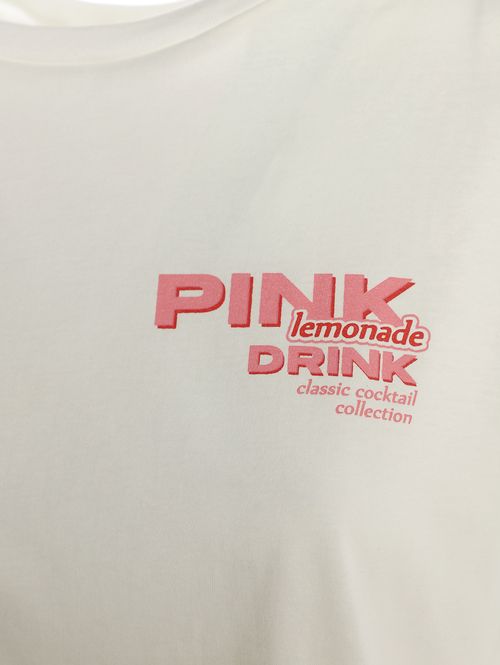 PINK
lemonade
DRINK
classic cocktail
collection